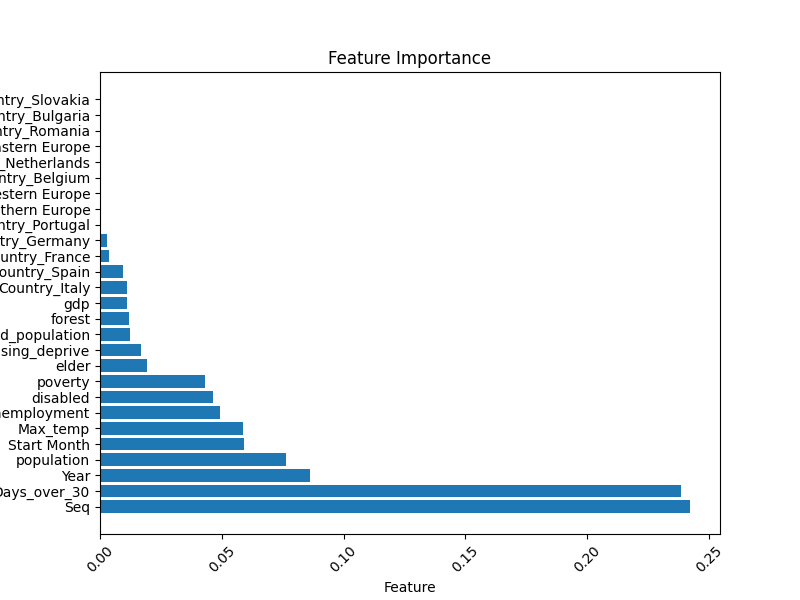 Feature Importance
ntry_Slovakia
ntry_Bulgaria
ntry_Romania
astern Europe
_Netherlands
ntry_Belgium
estern Europe
thern Europe
ntry_Portugal
try_Germany
untry_France
ountry_Spain
Country_Italy
gdp
forest
d_population
sing_deprive
elder
poverty
disabled
nemployment
Max_temp
Start Month
population
Year
Days_over_30
Seq
0.00 0.05 0.10 0.15 0.20 0.25
Feature